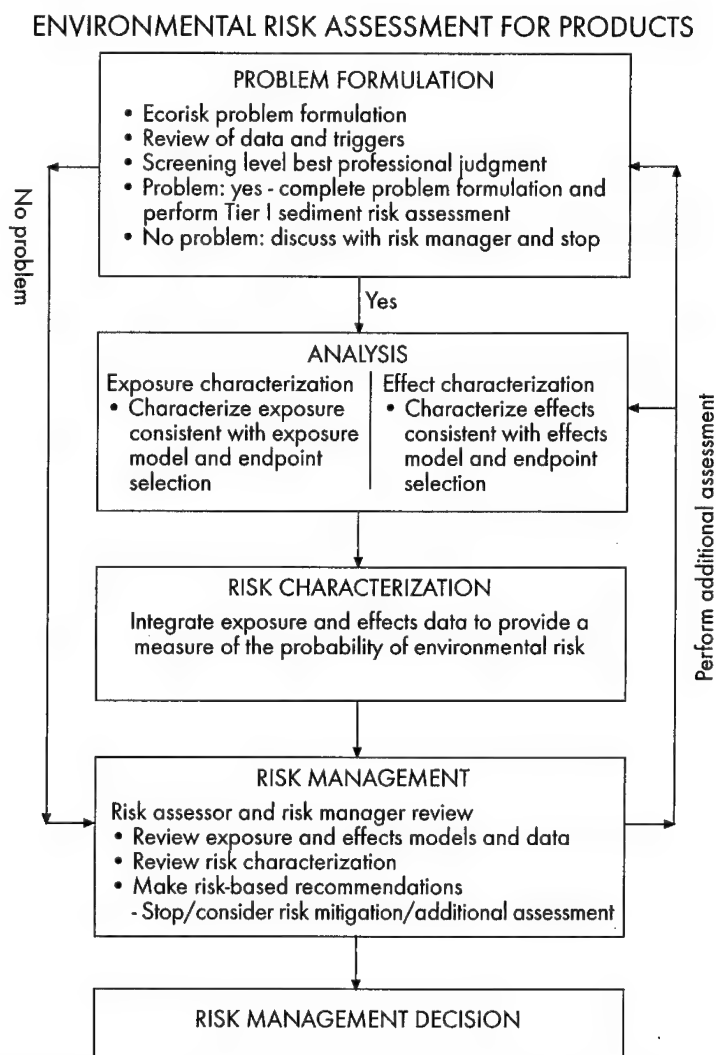 ENVIRONMENTAL RISK ASSESSMENT FOR PRODUCTS
PROBLEM FORMULATION
• Ecorisk problem formulation
• Review of data and triggers
• Screening level best professional judgment
• Problem: yes - complete problem formulation and
perform Tier I sediment risk assessment
• No problem: discuss with risk manager and stop
No problem
Yes
ANALYSIS
Exposure characterization
• Characterize exposure
consistent with exposure
model and endpoint
selection
Effect characterization
• Characterize effects
consistent with effects
model and endpoint
selection
Perform additional assessment
RISK CHARACTERIZATION
Integrate exposure and effects data to provide a
measure of the probability of environmental risk
RISK MANAGEMENT
Risk assessor and risk manager review
• Review exposure and effects models and data
• Review risk characterization
• Make risk-based recommendations
- Stop/consider risk mitigation/additional assessment
RISK MANAGEMENT DECISION